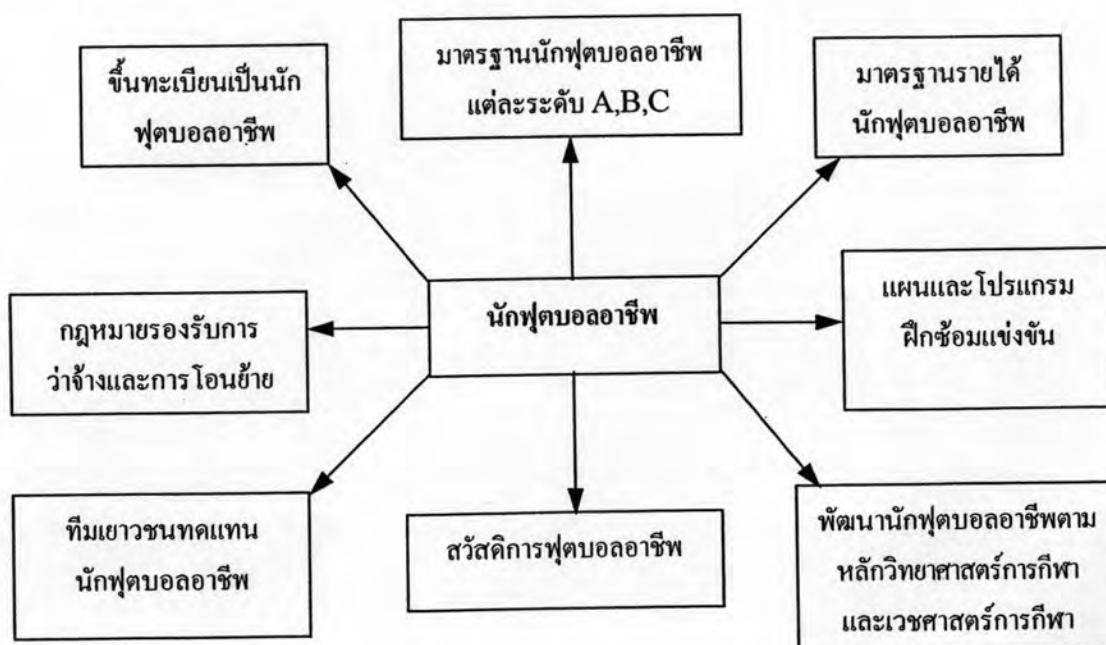 ขึ้นทะเบียนเป็นนัก
ฟุตบอลอาชีพ
มาตรฐานนักฟุตบอลอาชีพ
แต่ละระดับ A,B,C
มาตรฐานรายได้
นักฟุตบอลอาชีพ
กฎหมายรองรับการ
ว่าจ้างและการโอนย้าย
นักฟุตบอลอาชีพ
แผนและโปรแกรม
ฝึกซ้อมแข่งขัน
ทีมเยาวชนทดแทน
นักฟุตบอลอาชีพ
สวัสดิการฟุตบอลอาชีพ
พัฒนานักฟุตบอลอาชีพตาม
หลักวิทยาศาสตร์การกีฬา
และเวชศาสตร์การกีฬา